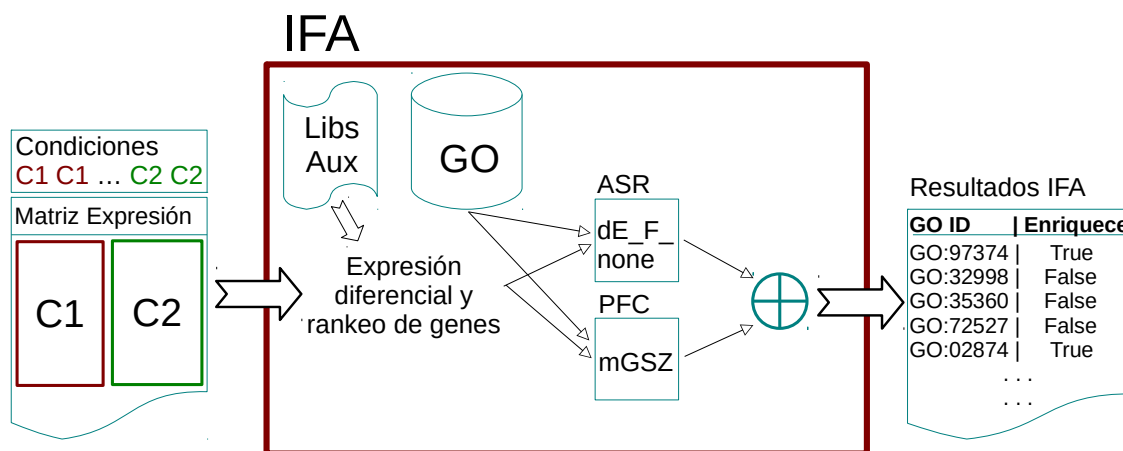 IFA
Condiciones
C1 C1 ... C2 C2
Matriz Expresión
C1
C2
Libs
Aux
GO
Expresión
diferencial y
rankeo de genes
ASR
dE_F_
none
PFC
mGSZ
Resultados IFA
GO ID | Enriquece
GO:97374 | True
GO:32998 | False
GO:35360 | False
GO:72527 | False
GO:02874 | True
. . .
. . .